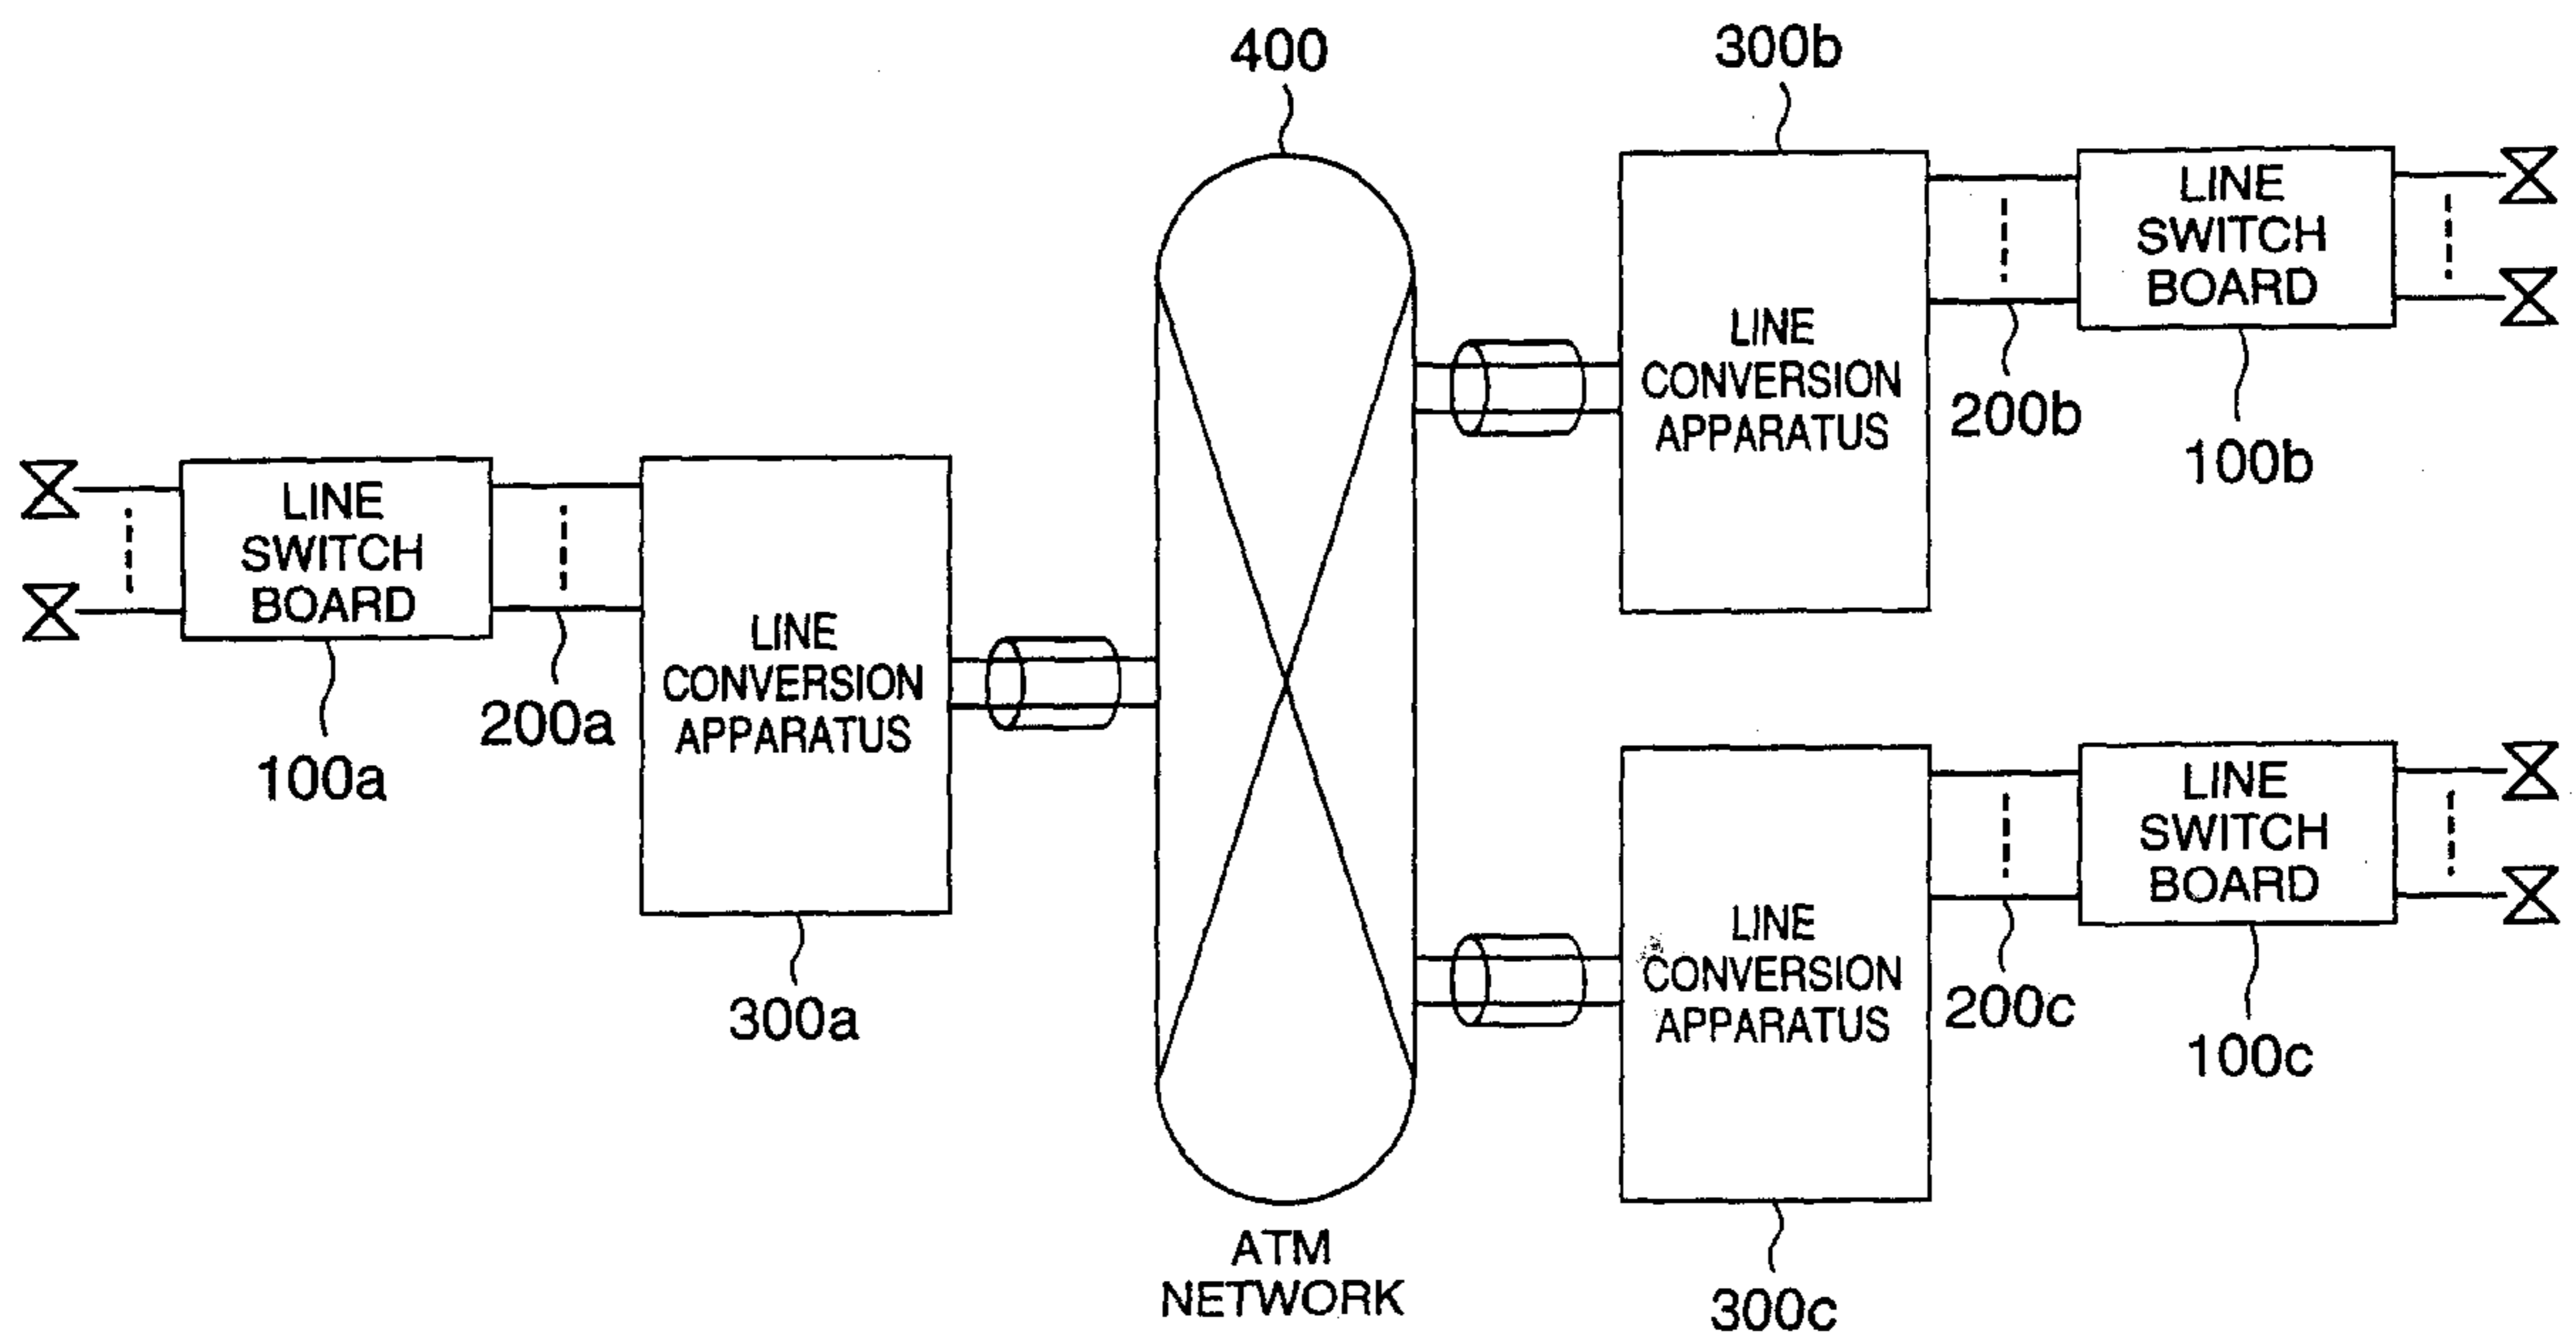 400
300b
LINE
SWITCH
BOARD
LINE
CONVERSION
APPARATUS
200b
100b
LINE
SWITCH
BOARD
LINE
CONVERSION
APPARATUS
200a
100a
300a
LINE
SWITCH
BOARD
LINE
CONVERSION
APPARATUS
200c
100c
ATM
NETWORK
300c